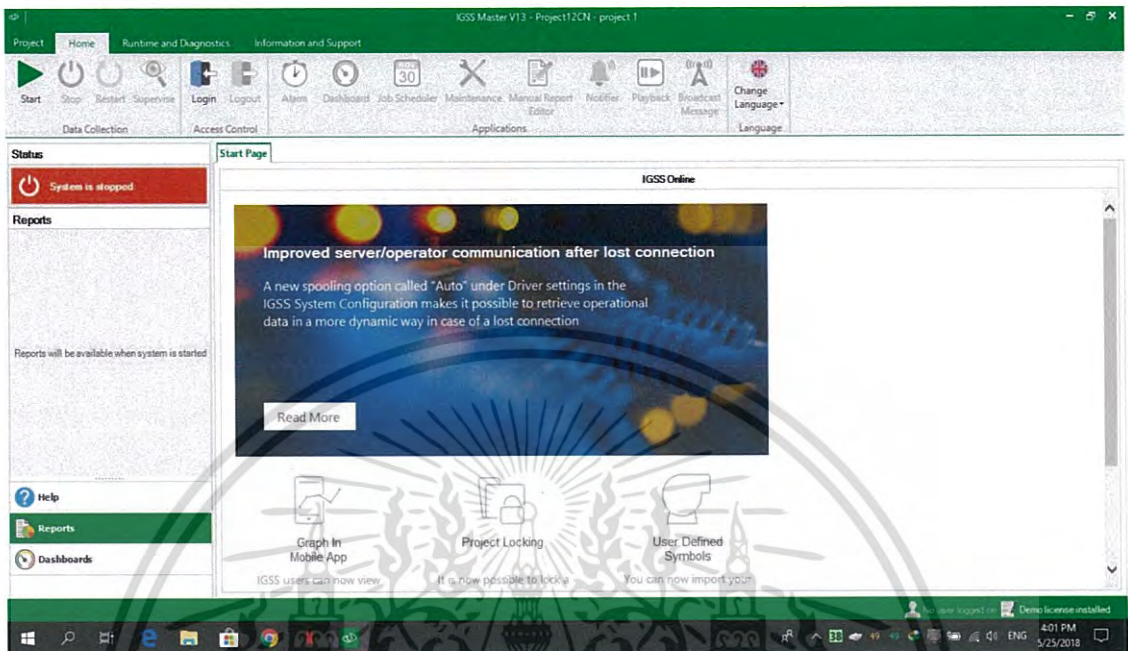 IGSS Master V13 - Project12CN - project 1
Project Home Runtime and Diagnostics Information and Support
Start Stop Restart Supervise Login Logout Alarm Dashboard Job Scheduler Maintenance Manual Report Editor Notifier Playback Broadcast Message Change Language
30
Data Collection Access Control Applications Language
Status
System is stopped
Reports
Reports will be available when system is started
Help
Reports
Dashboards
Start Page
IGSS Online
Improved server/operator communication after lost connection
A new spooling option called "Auto" under Driver settings in the
IGSS System Configuration makes it possible to retrieve operational
data in a more dynamic way in case of a lost connection
Read More
Graph In
Mobile App
IGSS users can now view
Project Locking
It is now possible to lock a
User Defined
Symbols
You can now import your
No user logged on Demo license installed
38 49 49 ENG 4:01 PM
5/25/2018